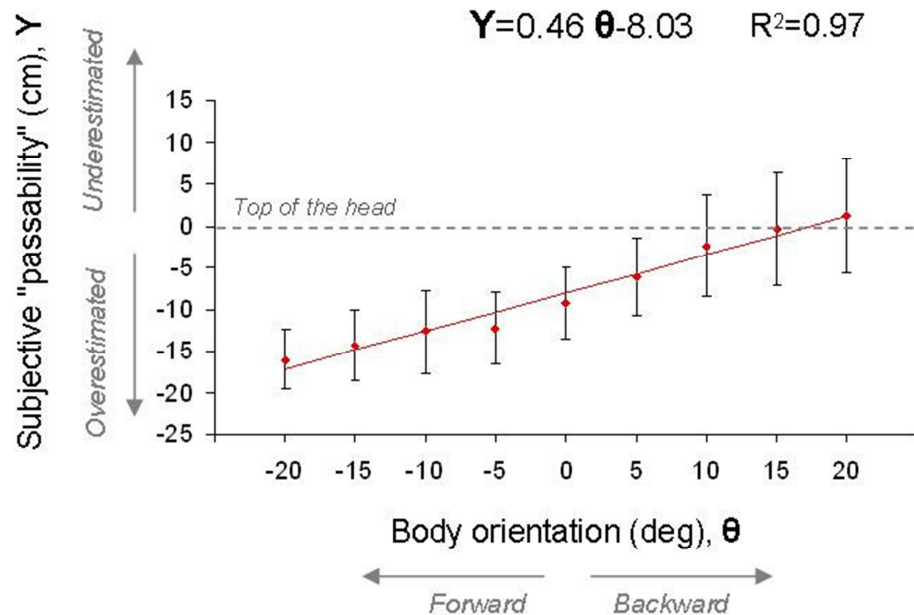 Y=0.46 θ-8.03 R²=0.97
Subjective "passability" (cm), Y
Underestimated
Overestimated
15
10
5
0
-5
-10
-15
-20
-25
Top of the head
-20 -15 -10 -5 0 5 10 15 20
Body orientation (deg), θ
Forward Backward